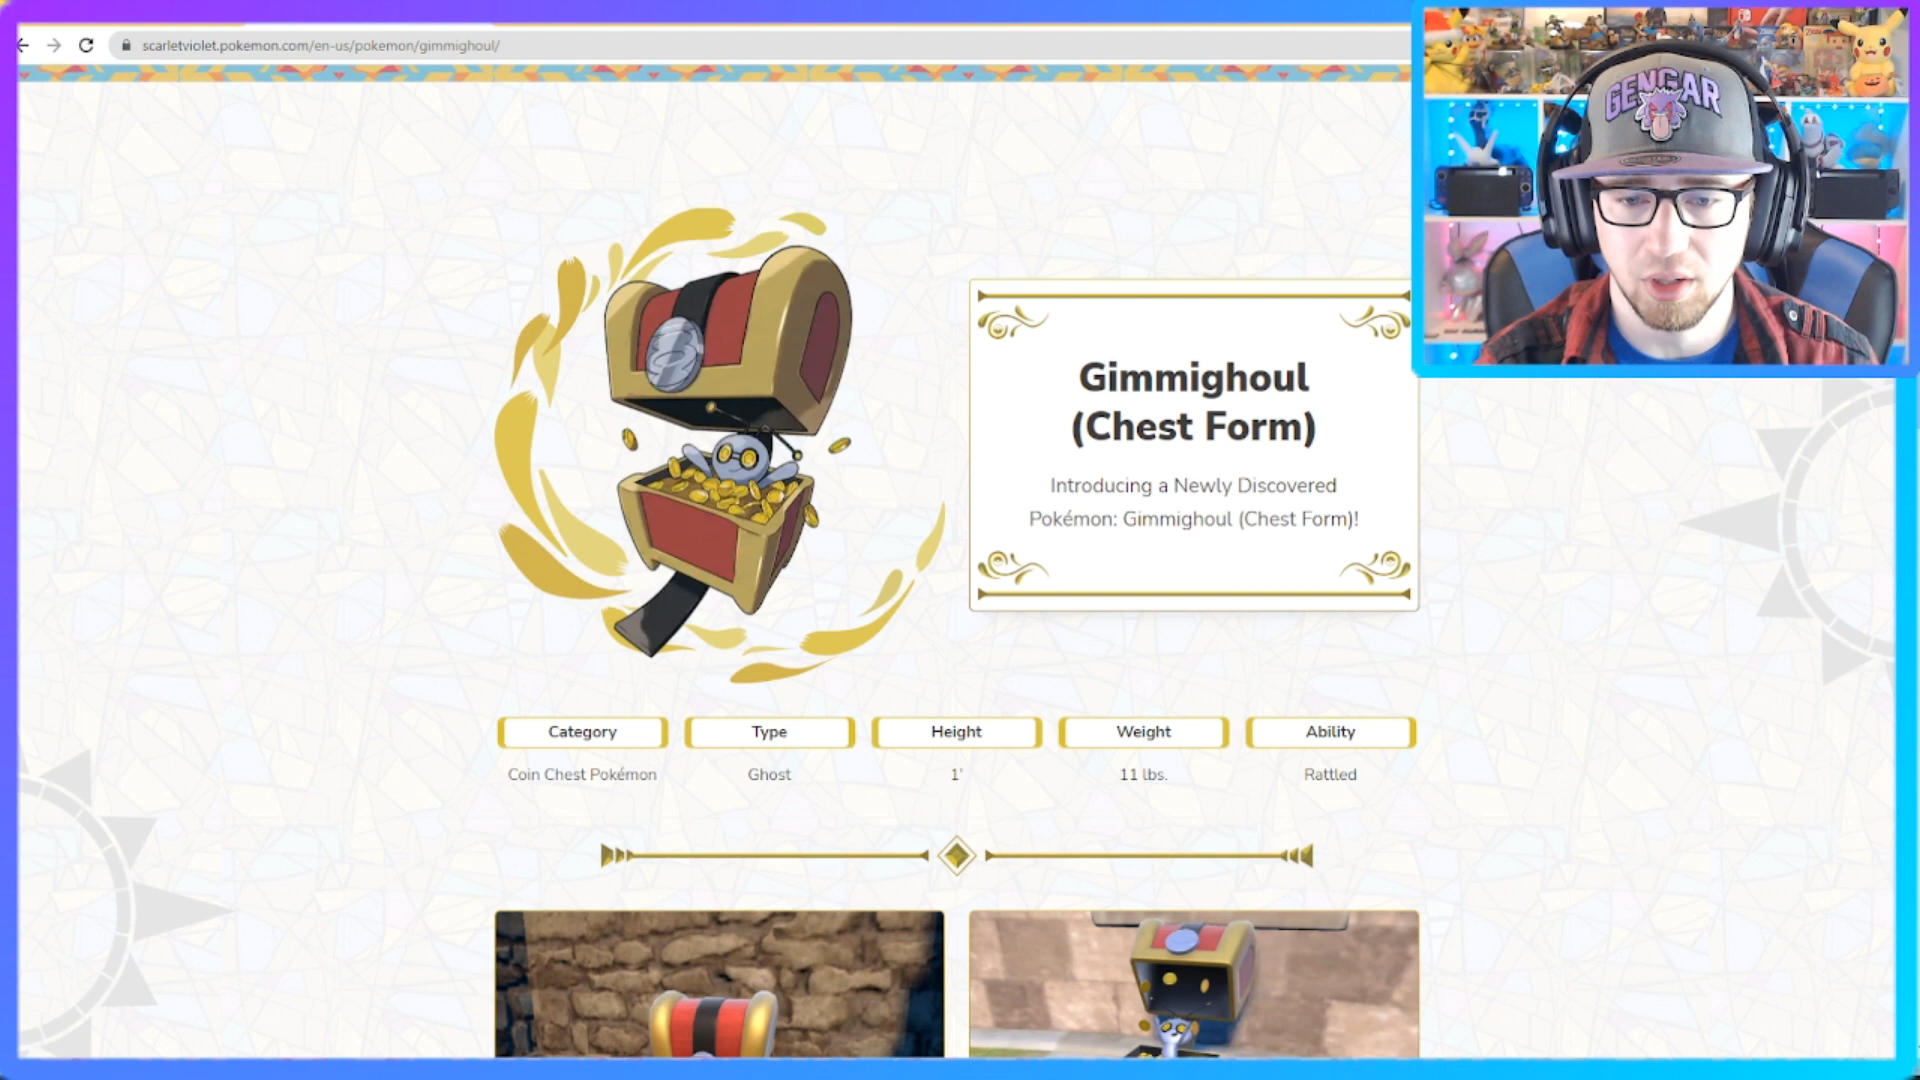 scarletviolet.pokemon.com/en-us/pokemon/gimmighoul/
GENGAR
Gimmighoul
(Chest Form)
Introducing a Newly Discovered
Pokémon: Gimmighoul (Chest Form)!
Category
Type
Height
Weight
Ability
Coin Chest Pokémon
Ghost
1'
11 lbs.
Rattled